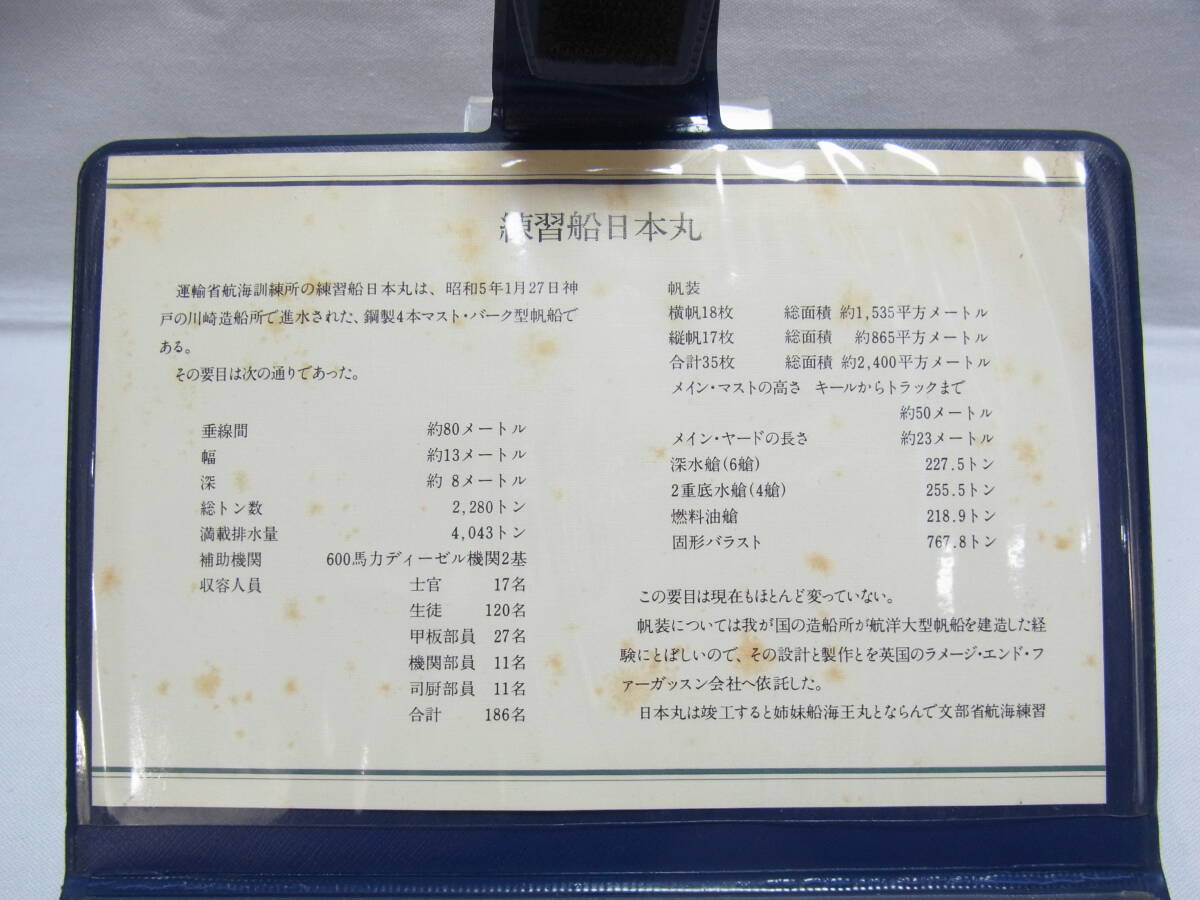 練習船日本丸
運輸省航海訓練所の練習船日本丸は、昭和5年1月27日神
戸の川崎造船所で進水された、鋼製4本マスト・バーク型帆船で
ある。
その要目は次の通りであった。
垂線間 約80メートル
幅 約13メートル
深 約 8メートル
総トン数 2,280トン
満載排水量 4,043トン
補助機関 600馬力ディーゼル機関2基
収容人員 士官 17名
生徒 120名
甲板部員 27名
機関部員 11名
司厨部員 11名
合計 186名
帆装
横帆18枚 総面積 約1,535平方メートル
縦帆17枚 総面積 約865平方メートル
合計35枚 総面積 約2,400平方メートル
メイン・マストの高さ キールからトラックまで
約50メートル
メイン・ヤードの長さ 約23メートル
深水艙(6艙) 227.5トン
2重底水艙(4艙) 255.5トン
燃料油艙 218.9トン
固形バラスト 767.8トン
この要目は現在もほとんど変っていない。
帆装については我が国の造船所が航洋大型帆船を建造した経
験にとぼしいので、その設計と製作とを英国のラメージ・エンド・フ
ァーガッスン会社へ依託した。
日本丸は竣工すると姉妹船海王丸とならんで文部省航海練習